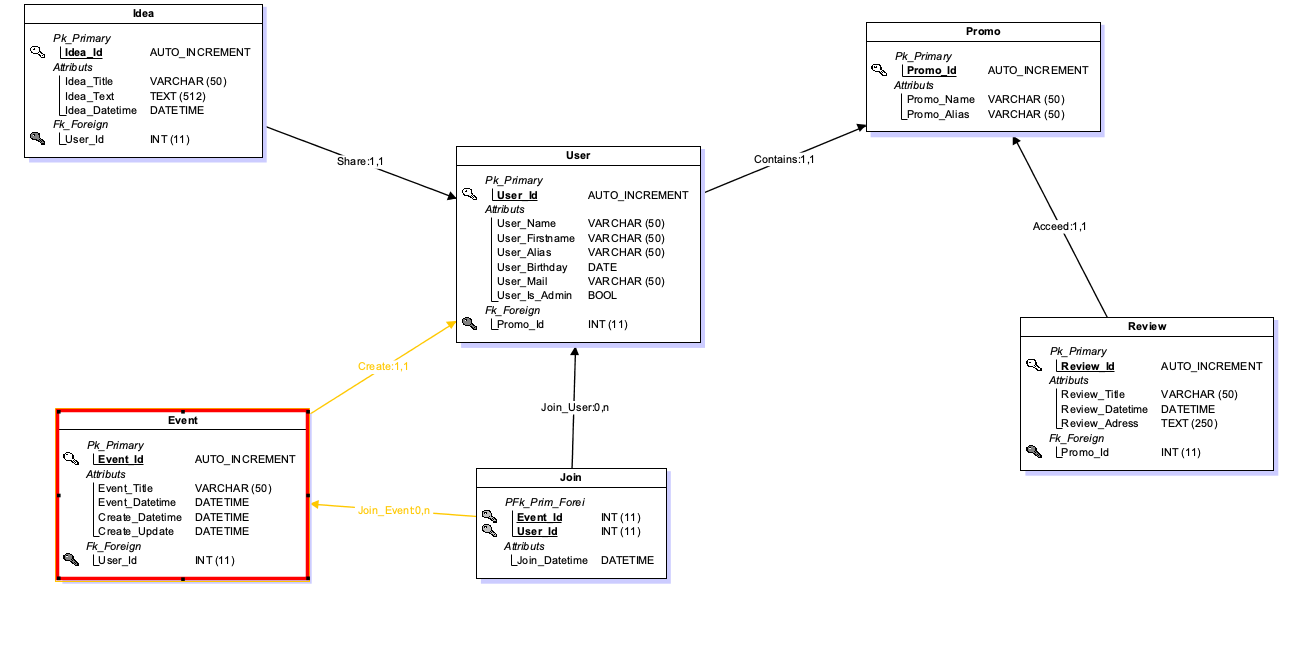 Idea
Pk_Primary
Idea_Id AUTO_INCREMENT
Attributs
Idea_Title VARCHAR (50)
Idea_Text TEXT (512)
Idea_Datetime DATETIME
Fk_Foreign
User_Id INT (11)
Share:1,1
User
Pk_Primary
User_Id AUTO_INCREMENT
Attributs
User_Name VARCHAR (50)
User_Firstname VARCHAR (50)
User_Alias VARCHAR (50)
User_Birthday DATE
User_Mail VARCHAR (50)
User_Is_Admin BOOL
Fk_Foreign
Promo_Id INT (11)
Contains:1,1
Promo
Pk_Primary
Promo_Id AUTO_INCREMENT
Attributs
Promo_Name VARCHAR (50)
Promo_Alias VARCHAR (50)
Acceed:1,1
Review
Pk_Primary
Review_Id AUTO_INCREMENT
Attributs
Review_Title VARCHAR (50)
Review_Datetime DATETIME
Review_Adress TEXT (250)
Fk_Foreign
Promo_Id INT (11)
Create:1,1
Join_User:0,n
Event
Pk_Primary
Event_Id AUTO_INCREMENT
Attributs
Event_Title VARCHAR (50)
Event_Datetime DATETIME
Create_Datetime DATETIME
Create_Update DATETIME
Fk_Foreign
User_Id INT (11)
Join_Event:0,n
Join
PFk_Prim_Forei
Event_Id INT (11)
User_Id INT (11)
Attributs
Join_Datetime DATETIME